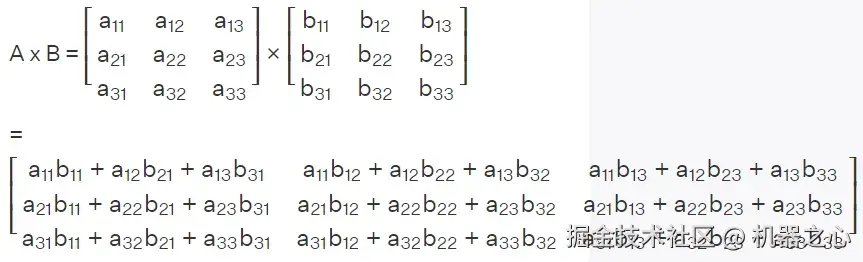 A x B = [ a₁₁ a₁₂ a₁₃ ] × [ b₁₁ b₁₂ b₁₃ ]
a₂₁ a₂₂ a₂₃ b₂₁ b₂₂ b₂₃
a₃₁ a₃₂ a₃₃ b₃₁ b₃₂ b₃₃
=
[ a₁₁b₁₁ + a₁₂b₂₁ + a₁₃b₃₁ a₁₁b₁₂ + a₁₂b₂₂ + a₁₃b₃₂ a₁₁b₁₃ + a₁₂b₂₃ + a₁₃b₃₃ ]
a₂₁b₁₁ + a₂₂b₂₁ + a₂₃b₃₁ a₂₁b₁₂ + a₂₂b₂₂ + a₂₃b₃₂ a₂₁b₁₃ + a₂₂b₂₃ + a₂₃b₃₃
a₃₁b₁₁ + a₃₂b₂₁ + a₃₃b₃₁ a₃₁b₁₂ + a₃₂b₂₂ + a₃₃b₃₂
掘金技术社区 @ 机器之心